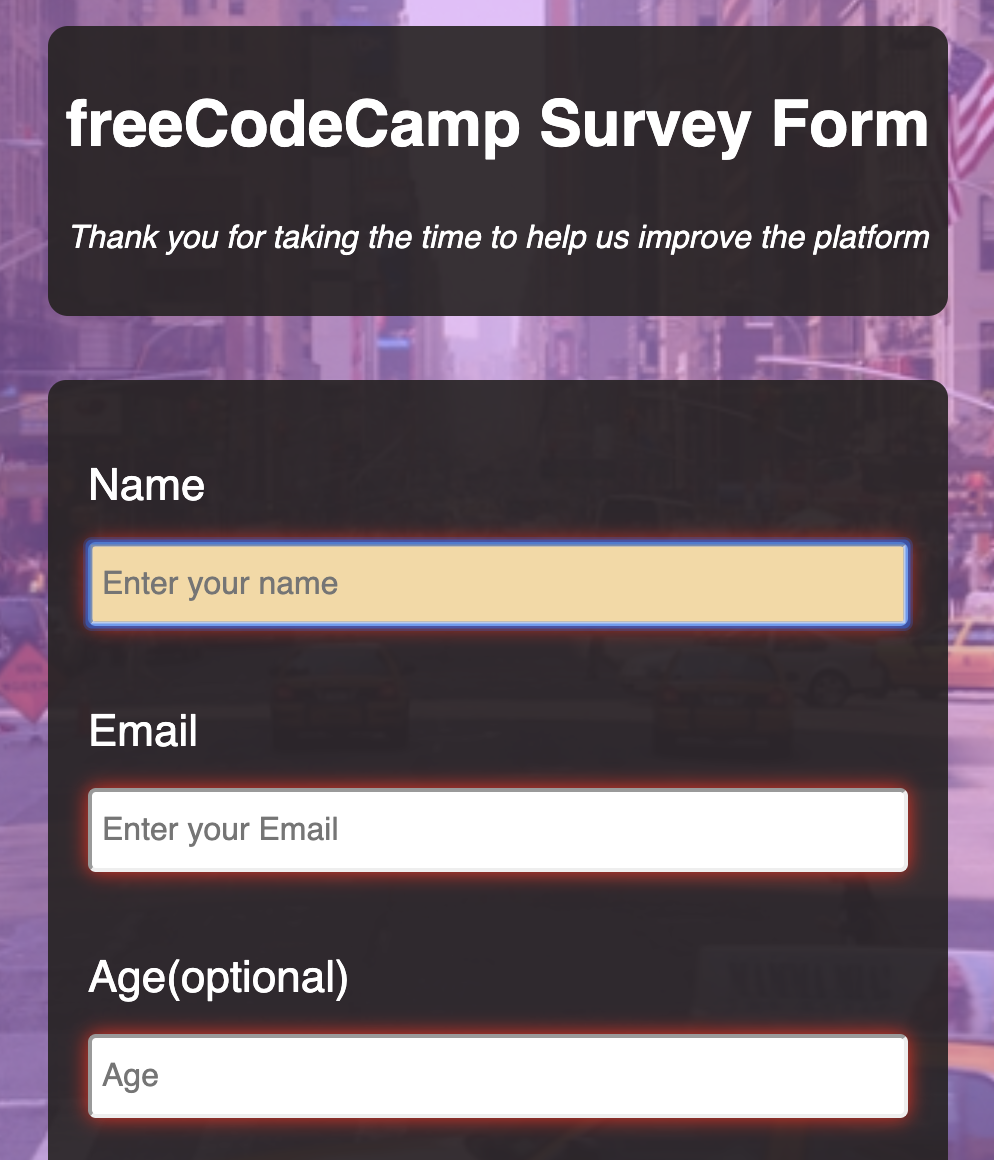 freeCodeCamp Survey Form
Thank you for taking the time to help us improve the platform
Name
Enter your name
Email
Enter your Email
Age(optional)
Age